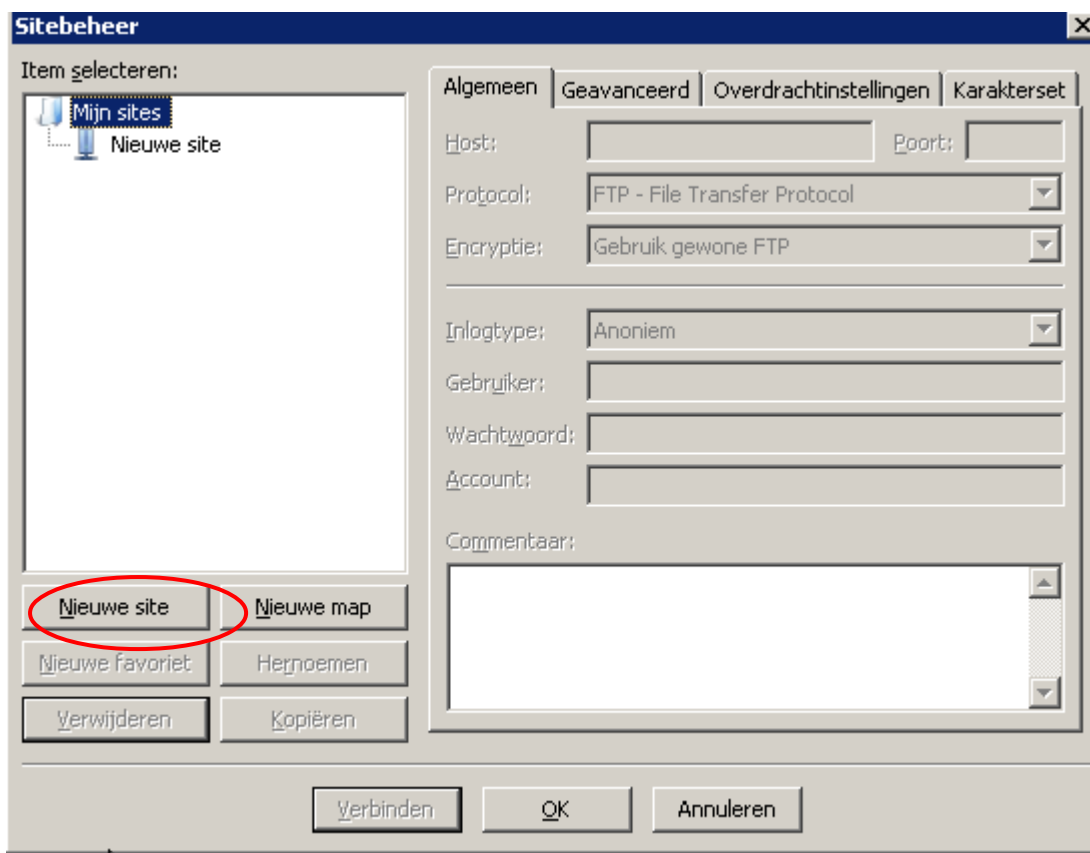 Sitebeheer
Item selecteren:
Mijn sites
Nieuwe site
Nieuwe site
Nieuwe map
Nieuwe favoriet
Hernoemen
Verwijderen
Kopiëren
Algemeen
Geavanceerd
Overdrachtinstellingen
Karakterset
Host:
Poort:
Protocol:
FTP - File Transfer Protocol
Encryptie:
Gebruik gewone FTP
Inlogtype:
Anoniem
Gebruiker:
Wachtwoord:
Account:
Commentaar:
Verbinden
OK
Annuleren